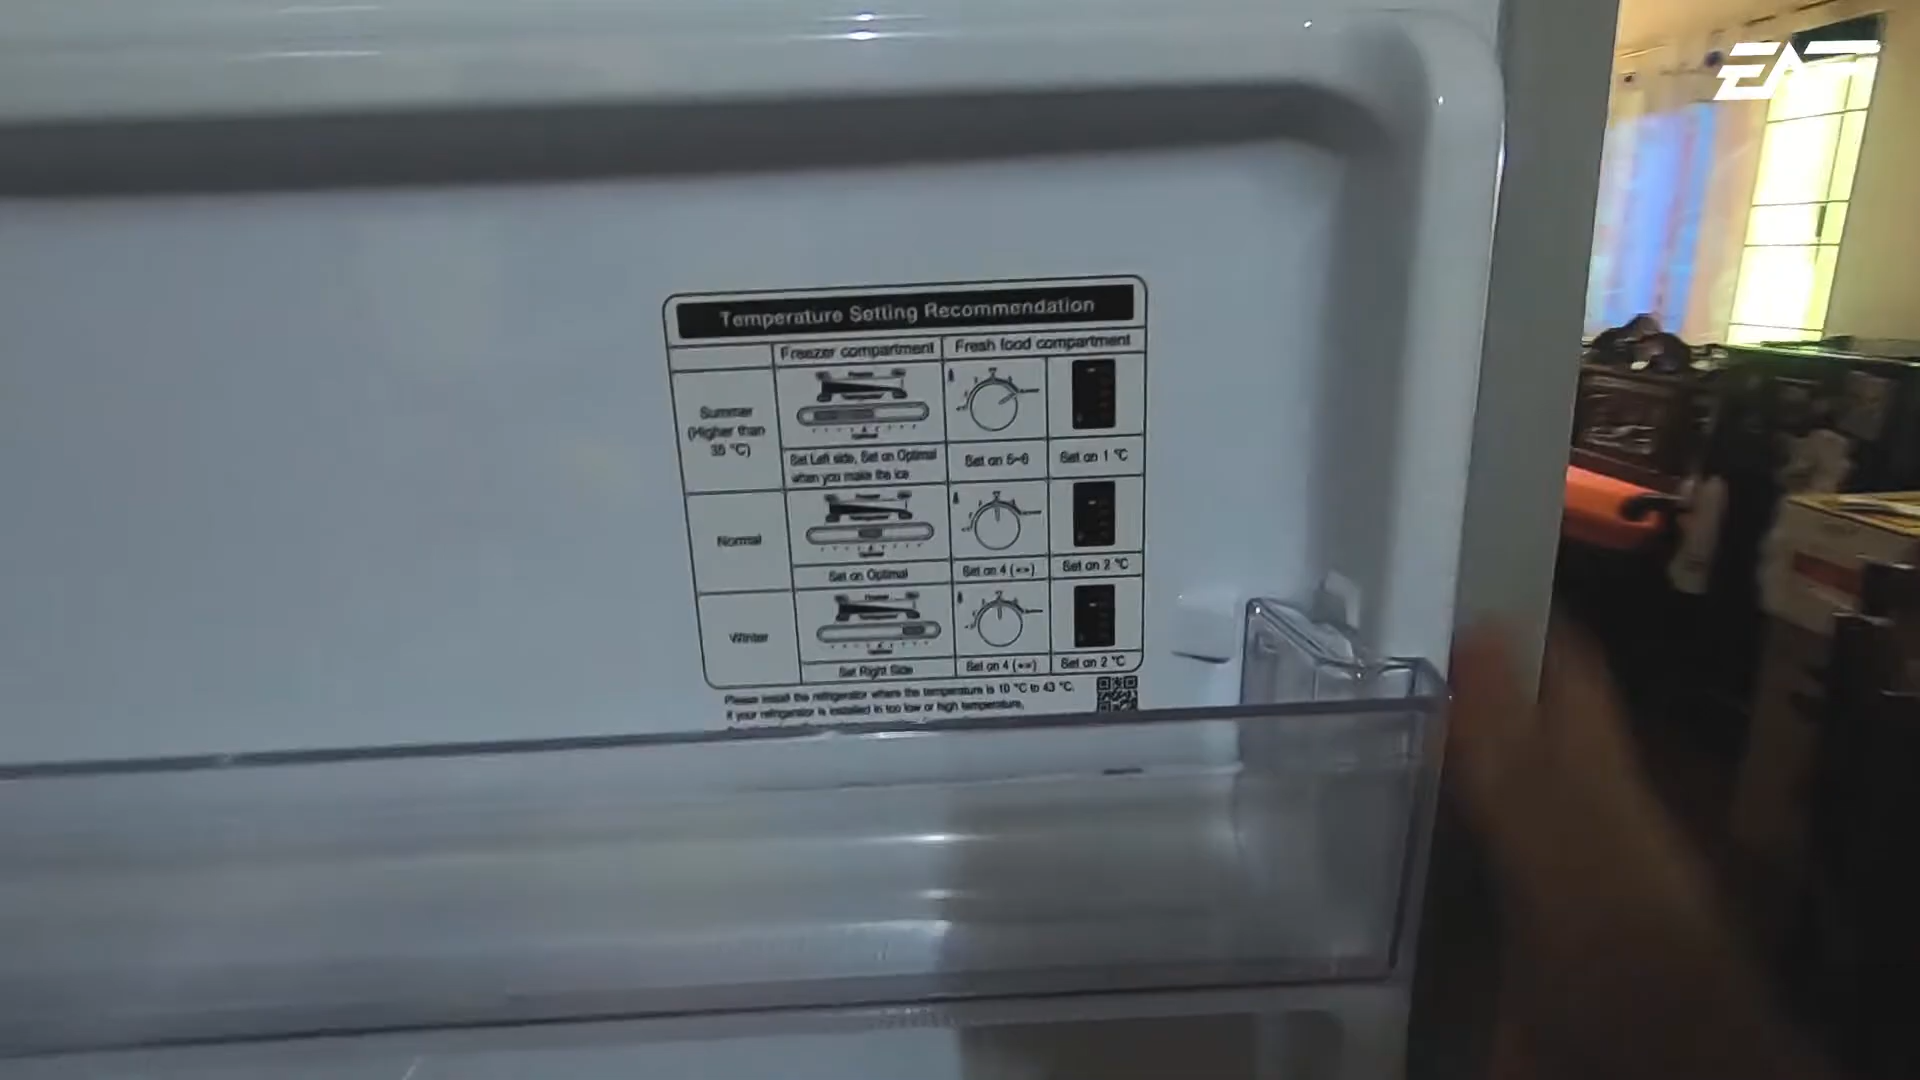 EA
Temperature Setting Recommendation
Freezer compartment Fresh food compartment
Summer
(Higher than
35 °C)
Set Left side, Set on Optimal
when you make the ice
Set on 5~6
Set on 1 °C
Normal
Set on Optimal
Set on 4
Set on 2 °C
Winter
Set Right Side
Set on 4
Set on 2 °C
Please install the refrigerator where the temperature is 10 °C to 43 °C.
If your refrigerator is installed in too low or high temperature,